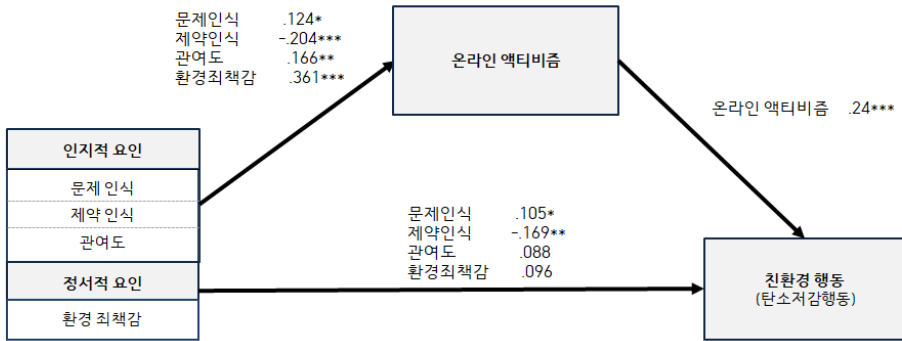 문제인식 .124*
제약인식 -.204***
관여도 .166**
환경죄책감 .361***
온라인 액티비즘
온라인 액티비즘 .24***
인지적 요인
문제 인식
제약 인식
관여도
정서적 요인
환경 죄책감
문제인식 .105*
제약인식 -.169**
관여도 .088
환경죄책감 .096
친환경 행동
(탄소저감행동)